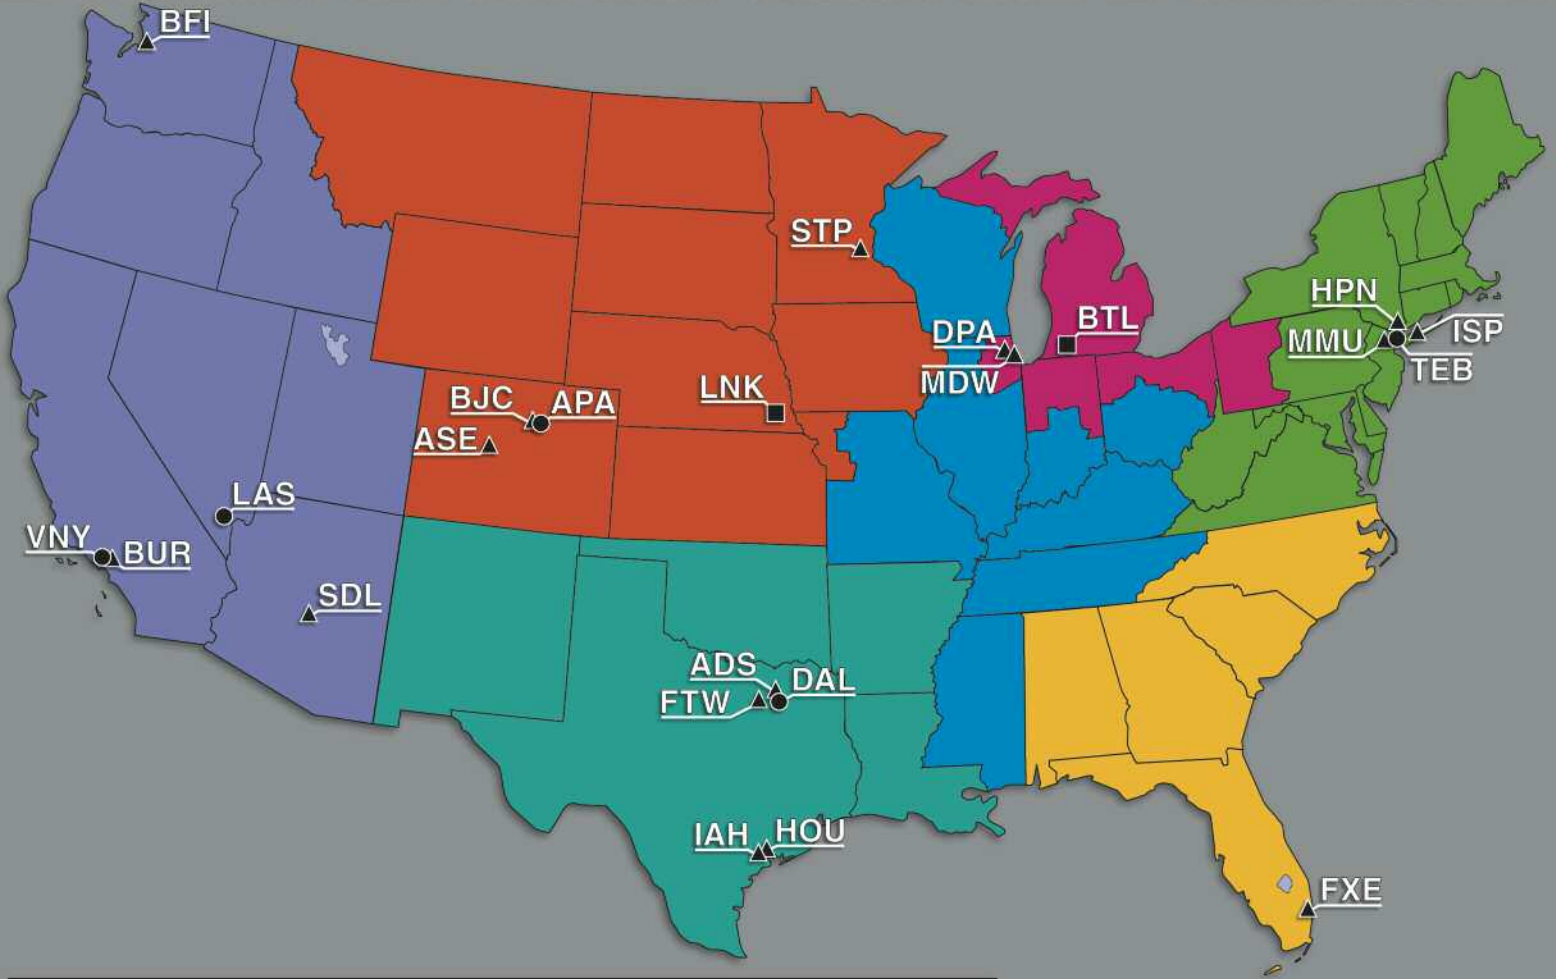 BFI
STP
HPN
DPA
BTL
ISP
MMU
MDW
TEB
BJC
APA
LNK
ASE
LAS
VNY
BUR
SDL
ADS
DAL
FTW
IAH
HOU
FXE